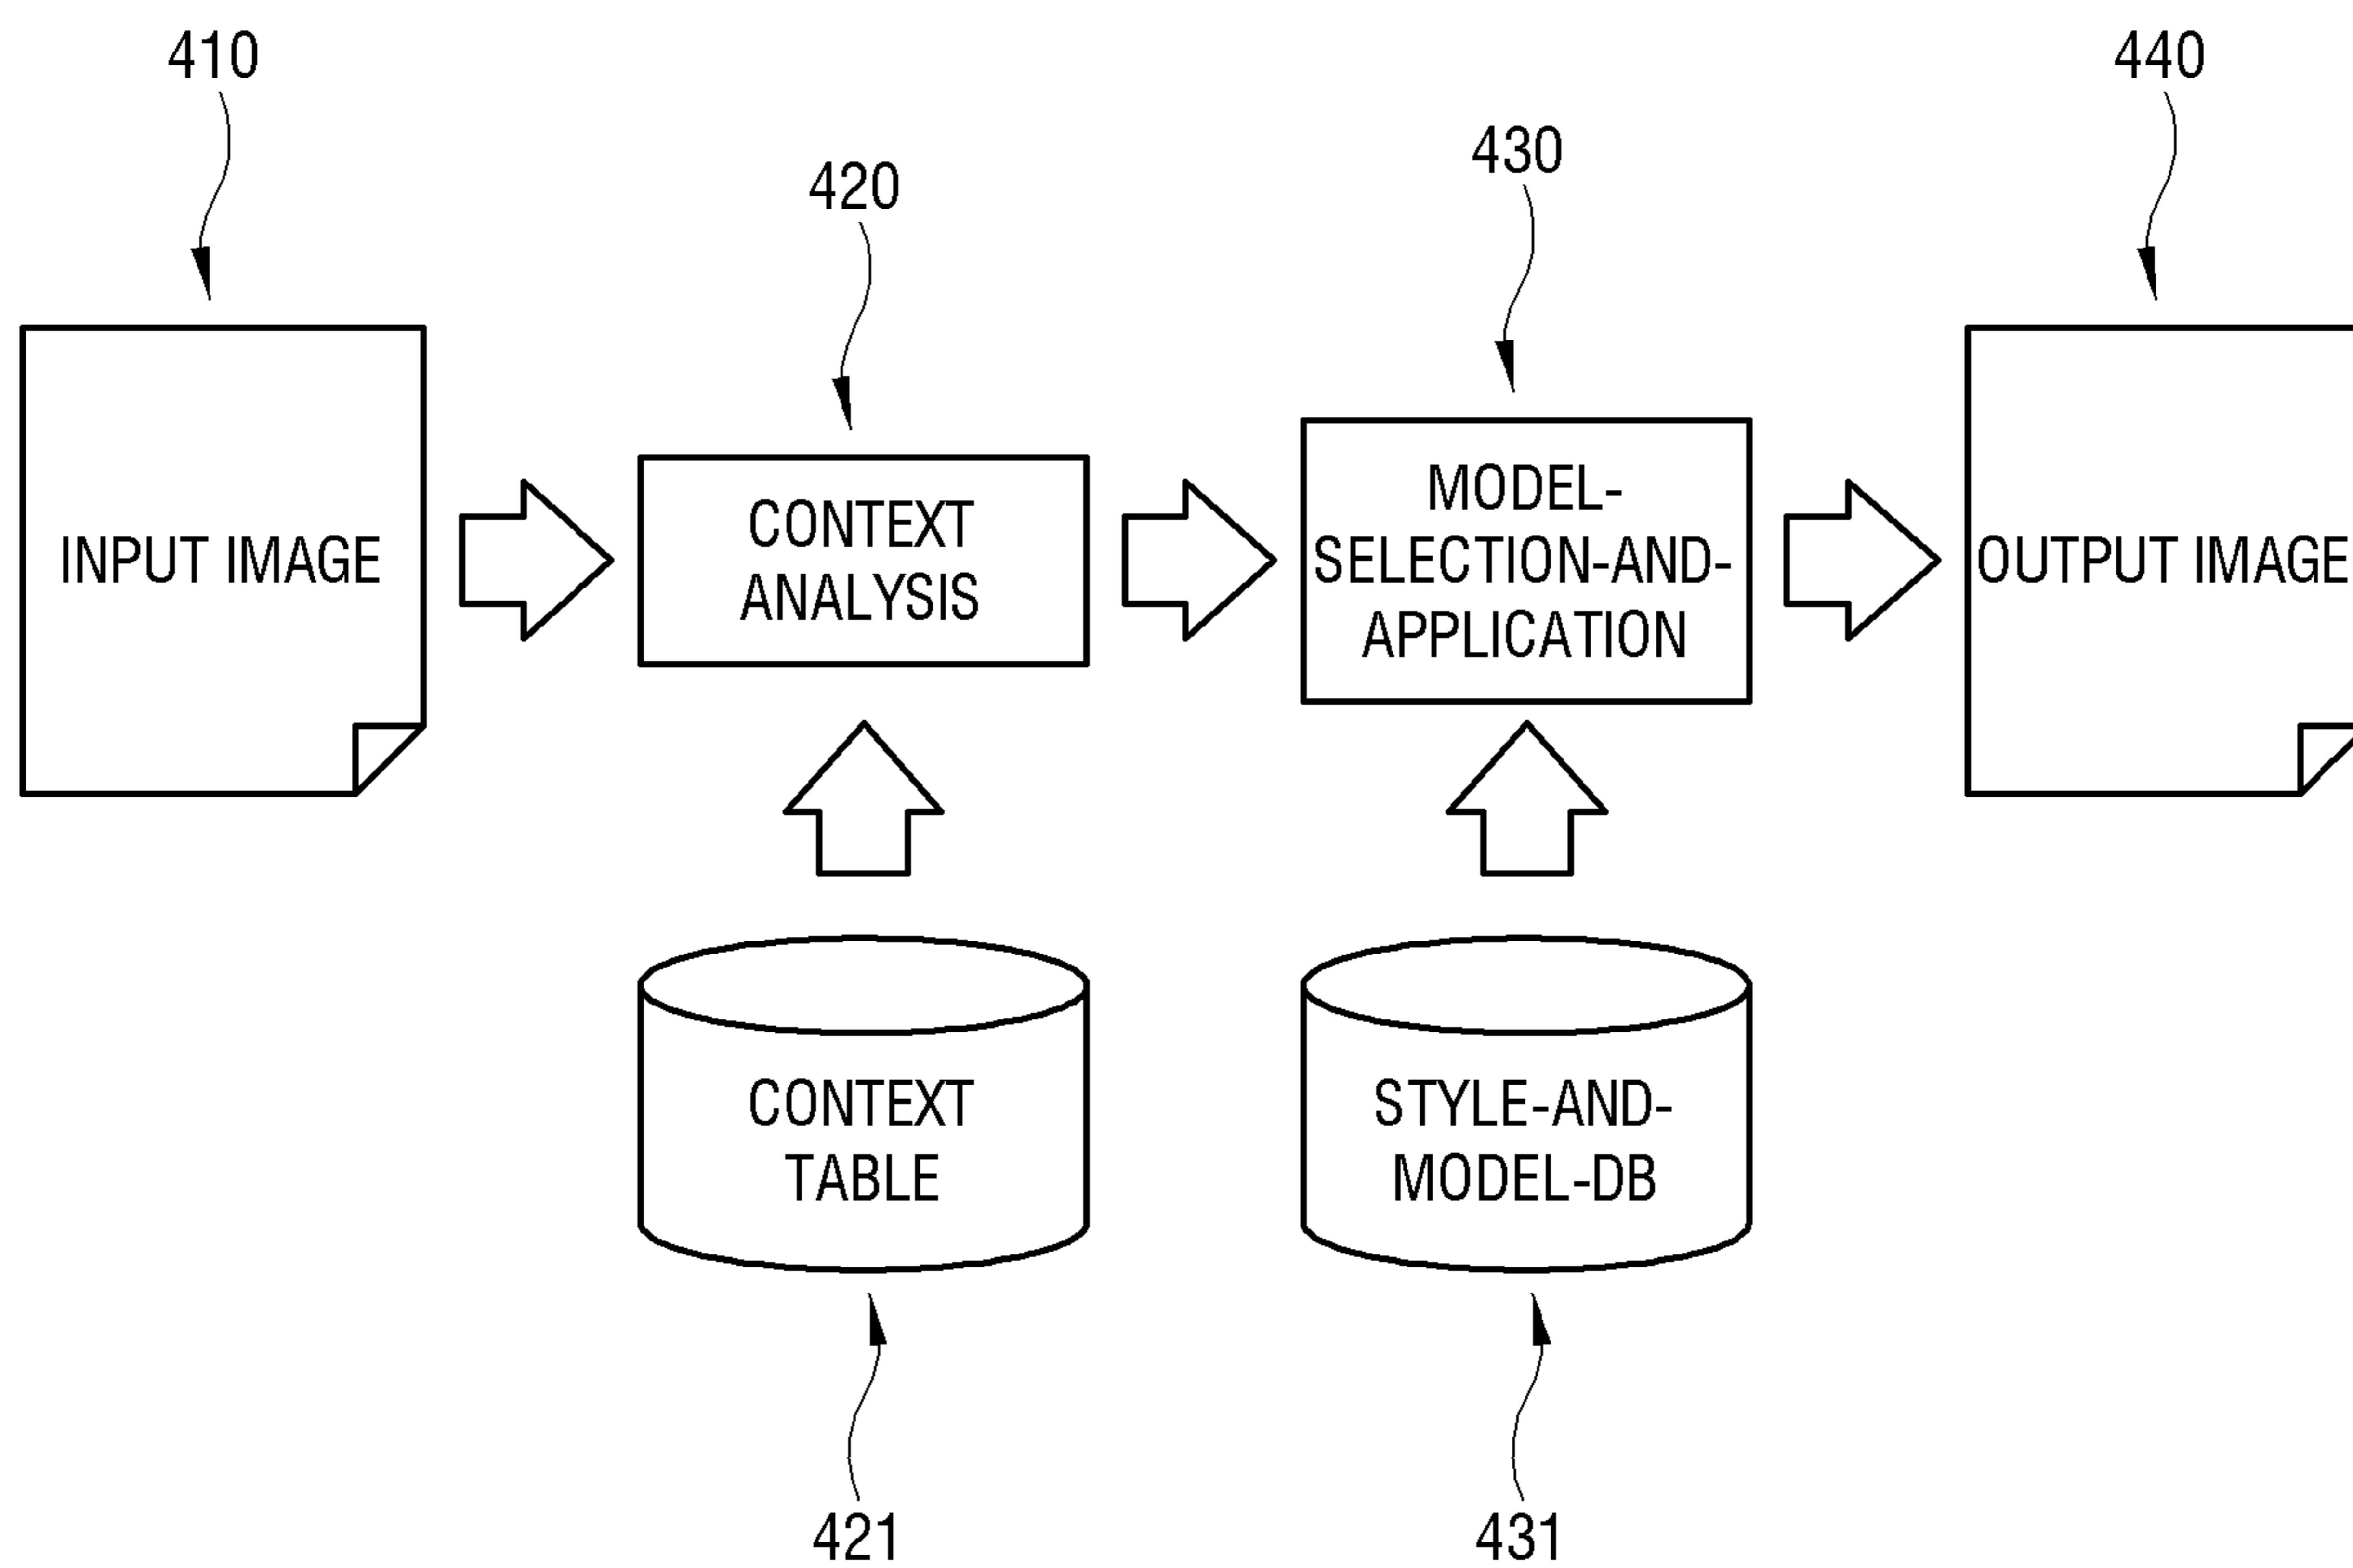 410
440
430
420
INPUT IMAGE
CONTEXT
ANALYSIS
MODEL-
SELECTION-AND-
APPLICATION
OUTPUT IMAGE
CONTEXT
TABLE
STYLE-AND-
MODEL-DB
421
431